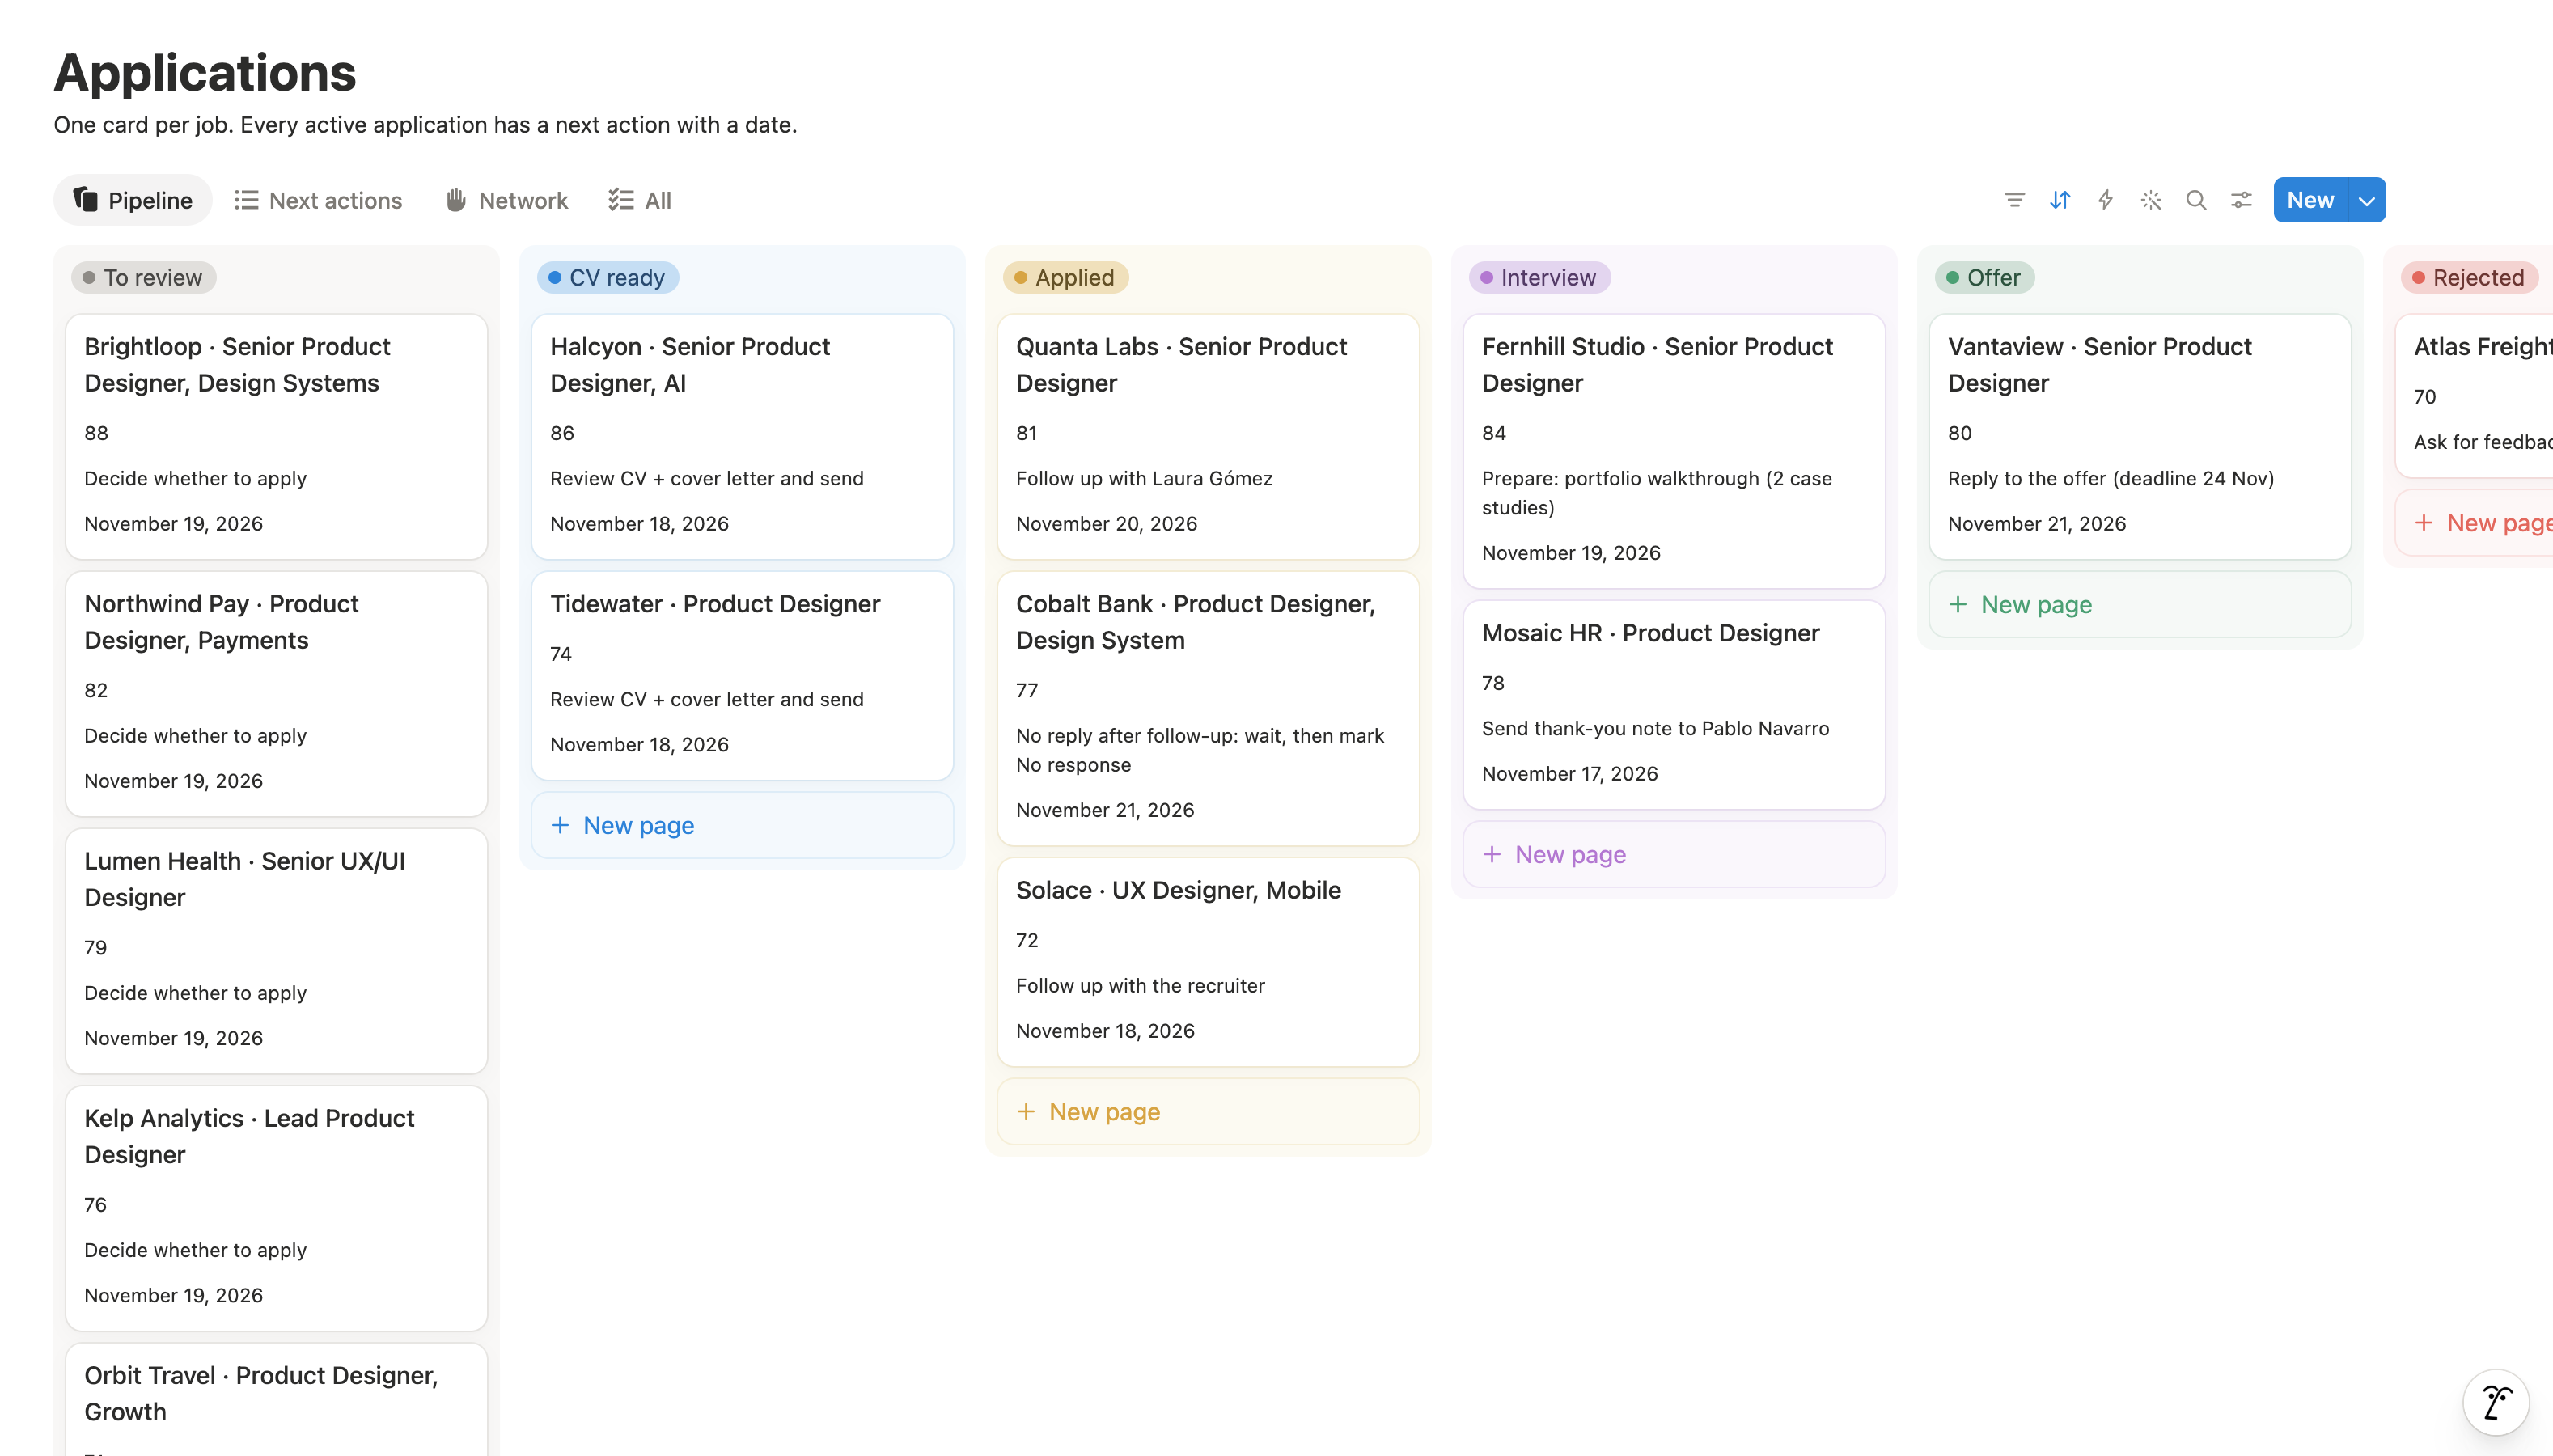 Applications
One card per job. Every active application has a next action with a date.
Pipeline
Next actions
Network
All
New
To review
Brightloop · Senior Product
Designer, Design Systems
88
Decide whether to apply
November 19, 2026
Northwind Pay · Product
Designer, Payments
82
Decide whether to apply
November 19, 2026
Lumen Health · Senior UX/UI
Designer
79
Decide whether to apply
November 19, 2026
Kelp Analytics · Lead Product
Designer
76
Decide whether to apply
November 19, 2026
Orbit Travel · Product Designer,
Growth
CV ready
Halcyon · Senior Product
Designer, AI
86
Review CV + cover letter and send
November 18, 2026
Tidewater · Product Designer
74
Review CV + cover letter and send
November 18, 2026
+ New page
Applied
Quanta Labs · Senior Product
Designer
81
Follow up with Laura Gómez
November 20, 2026
Cobalt Bank · Product Designer,
Design System
77
No reply after follow-up: wait, then mark
No response
November 21, 2026
Solace · UX Designer, Mobile
72
Follow up with the recruiter
November 18, 2026
+ New page
Interview
Fernhill Studio · Senior Product
Designer
84
Prepare: portfolio walkthrough (2 case
studies)
November 19, 2026
Mosaic HR · Product Designer
78
Send thank-you note to Pablo Navarro
November 17, 2026
+ New page
Offer
Vantaview · Senior Product
Designer
80
Reply to the offer (deadline 24 Nov)
November 21, 2026
+ New page
Rejected
Atlas Freight
70
Ask for
+ New page